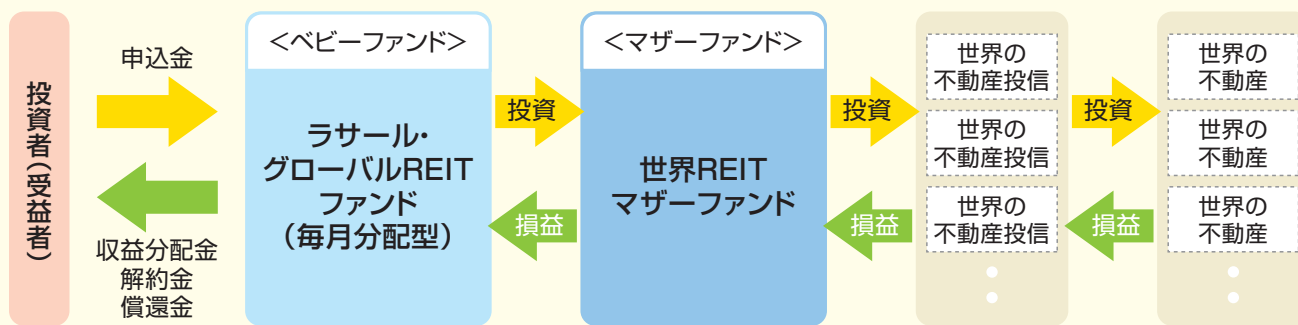 投資者（受益者）
申込金
収益分配金
解約金
償還金
＜ベビーファンド＞
ラサール・
グローバルREIT
ファンド
（毎月分配型）
投資
損益
＜マザーファンド＞
世界REIT
マザーファンド
投資
損益
世界の
不動産投信
世界の
不動産投信
世界の
不動産投信
投資
損益
世界の
不動産
世界の
不動産
世界の
不動産